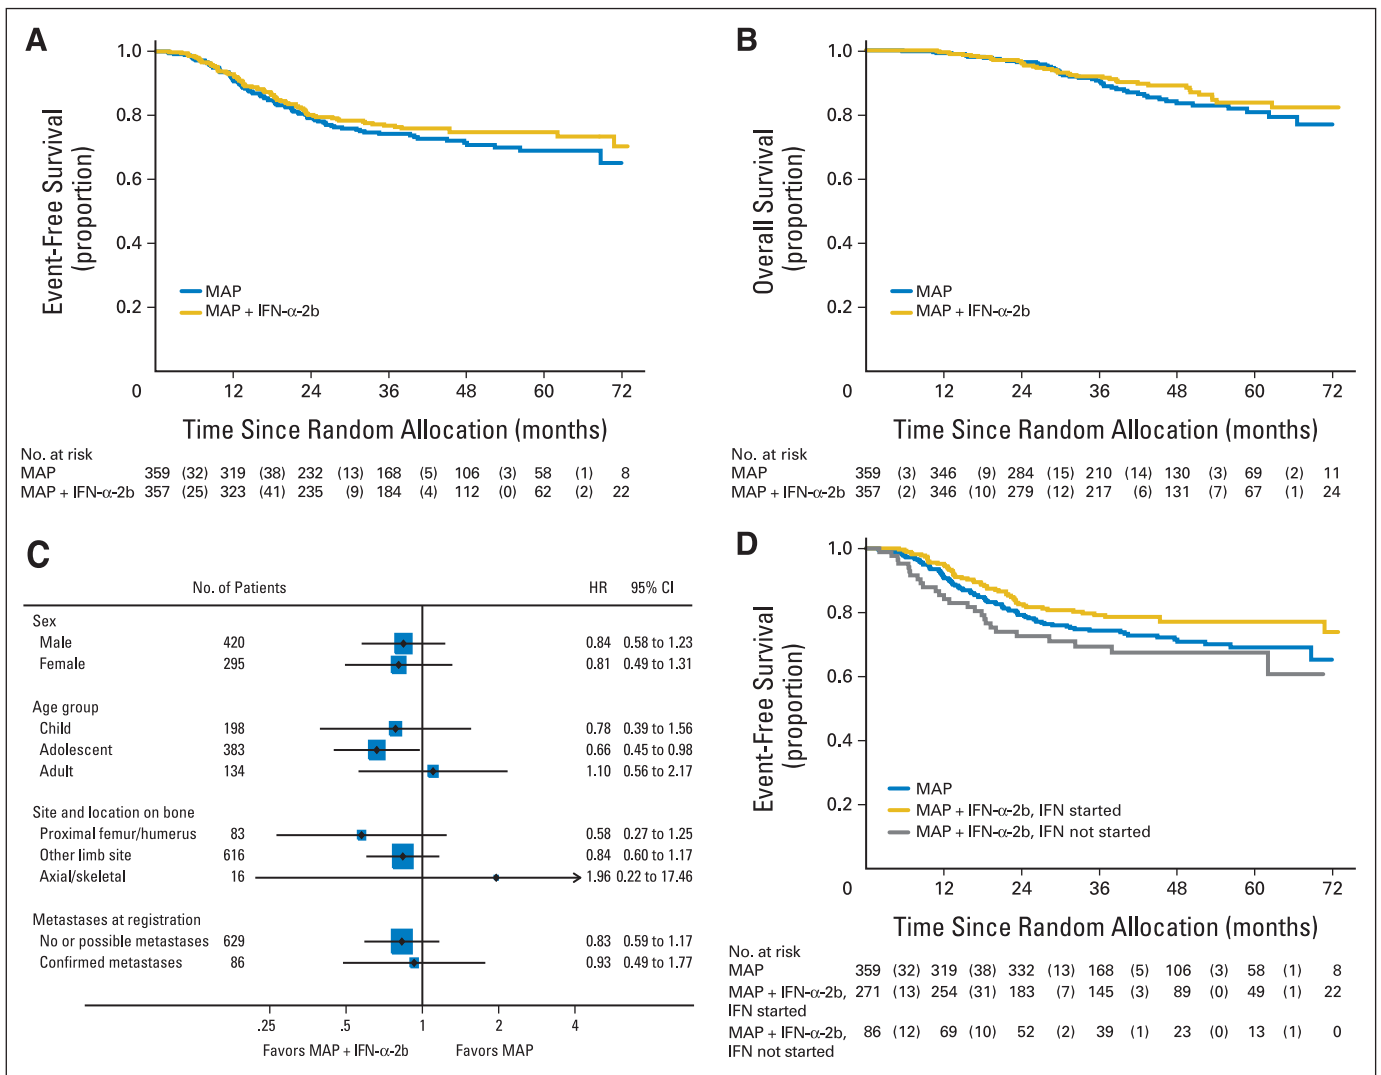 A
Event-Free Survival
(proportion)
1.0
0.8
0.6
0.4
0.2
MAP
MAP + IFN-α-2b
0 12 24 36 48 60 72
Time Since Random Allocation (months)
No. at risk
MAP 359 (32) 319 (38) 232 (13) 168 (5) 106 (3) 58 (1) 8
MAP + IFN-α-2b 357 (25) 323 (41) 235 (9) 184 (4) 112 (0) 62 (2) 22
B
Overall Survival
(proportion)
1.0
0.8
0.6
0.4
0.2
MAP
MAP + IFN-α-2b
0 12 24 36 48 60 72
Time Since Random Allocation (months)
No. at risk
MAP 359 (3) 346 (9) 284 (15) 210 (14) 130 (3) 69 (2) 11
MAP + IFN-α-2b 357 (2) 346 (10) 279 (12) 217 (6) 131 (7) 67 (1) 24
C
No. of Patients HR 95% CI
Sex
Male 420 0.84 0.58 to 1.23
Female 295 0.81 0.49 to 1.31
Age group
Child 198 0.78 0.39 to 1.56
Adolescent 383 0.66 0.45 to 0.98
Adult 134 1.10 0.56 to 2.17
Site and location on bone
Proximal femur/humerus 83 0.58 0.27 to 1.25
Other limb site 616 0.84 0.60 to 1.17
Axial/skeletal 16 1.96 0.22 to 17.46
Metastases at registration
No or possible metastases 629 0.83 0.59 to 1.17
Confirmed metastases 86 0.93 0.49 to 1.77
.25 .5 1 2 4
Favors MAP + IFN-α-2b Favors MAP
D
Event-Free Survival
(proportion)
1.0
0.8
0.6
0.4
0.2
MAP
MAP + IFN-α-2b, IFN started
MAP + IFN-α-2b, IFN not started
0 12 24 36 48 60 72
Time Since Random Allocation (months)
No. at risk
MAP 359 (32) 319 (38) 332 (13) 168 (5) 106 (3) 58 (1) 8
MAP + IFN-α-2b, 271 (13) 254 (31) 183 (7) 145 (3) 89 (0) 49 (1) 22
IFN started
MAP + IFN-α-2b, 86 (12) 69 (10) 52 (2) 39 (1) 23 (0) 13 (1) 0
IFN not started